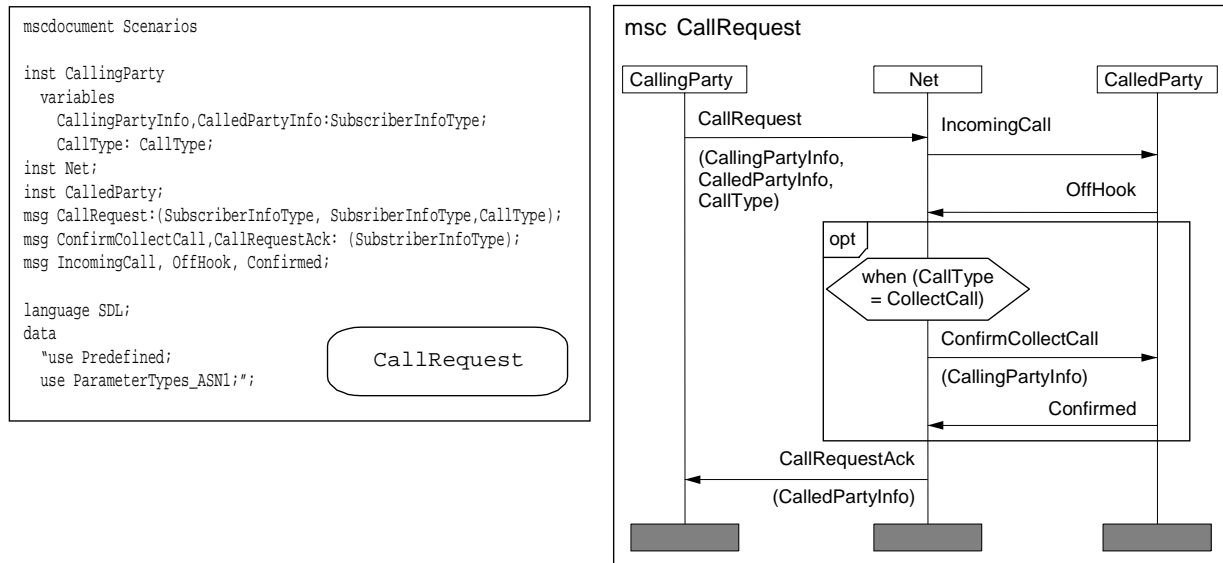 mscdocument Scenarios
inst CallingParty
variables
CallingPartyInfo,CalledPartyInfo:SubscriberInfoType;
CallType: CallType;
inst Net;
inst CalledParty;
msg CallRequest:(SubscriberInfoType, SubsriberInfoType,CallType);
msg ConfirmCollectCall,CallRequestAck: (SubstriberInfoType);
msg IncomingCall, OffHook, Confirmed;
language SDL;
data
“use Predefined;
use ParameterTypes_ASN1;”;
CallRequest
msc CallRequest
CallingParty
Net
CalledParty
CallRequest
(CallingPartyInfo,
CalledPartyInfo,
CallType)
IncomingCall
OffHook
opt
when (CallType
= CollectCall)
ConfirmCollectCall
(CallingPartyInfo)
Confirmed
CallRequestAck
(CalledPartyInfo)